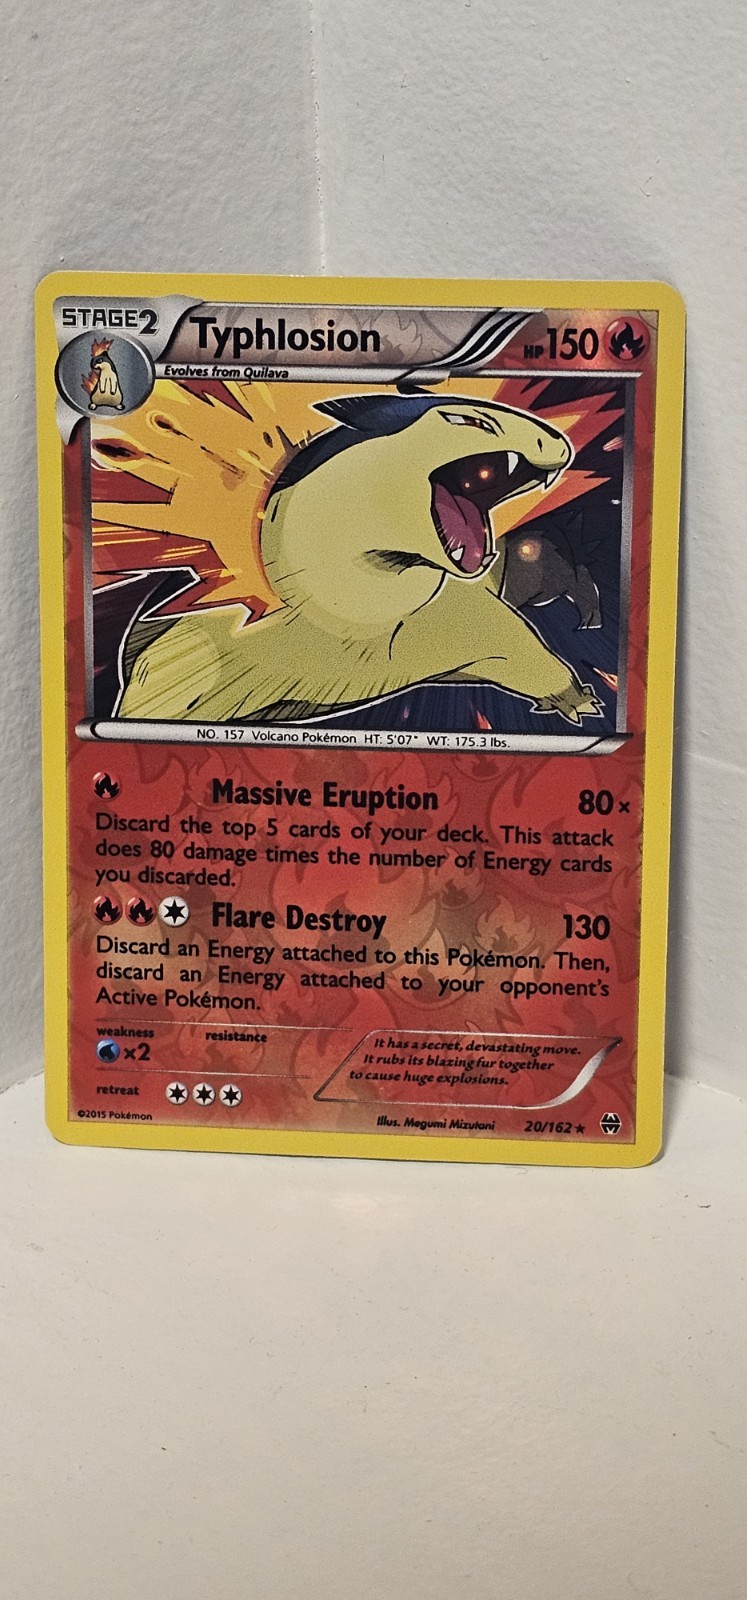 STAGE2 Typhlosion HP150
Evolves from Quilava
NO. 157 Volcano Pokémon HT: 5'07" WT: 175.3 lbs.
Massive Eruption 80×
Discard the top 5 cards of your deck. This attack
does 80 damage times the number of Energy cards
you discarded.
Flare Destroy 130
Discard an Energy attached to this Pokémon. Then,
discard an Energy attached to your opponent's
Active Pokémon.
weakness resistance
×2
It has a secret, devastating move.
It rubs its blazing fur together
to cause huge explosions.
retreat
©2015 Pokémon
Illus. Megumi Mizutani 20/162 ★